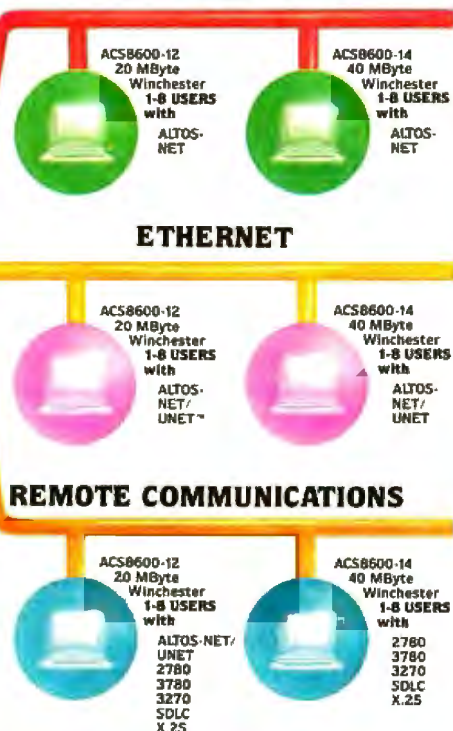 ACS8600-12
20 MByte
Winchester
1-8 USERS
with
ALTOS-
NET
ACS8600-14
40 MByte
Winchester
1-8 USERS
with
ALTOS-
NET
ETHERNET
ACS8600-12
20 MByte
Winchester
1-8 USERS
with
ALTOS-
NET/
UNET™
ACS8600-14
40 MByte
Winchester
1-8 USERS
with
ALTOS-
NET/
UNET
REMOTE COMMUNICATIONS
ACS8600-12
20 MByte
Winchester
1-8 USERS
with
ALTOS-NET/
UNET
2780
3780
3270
SDLC
X.25
ACS8600-14
40 MByte
Winchester
1-8 USERS
with
2780
3780
3270
SDLC
X.25